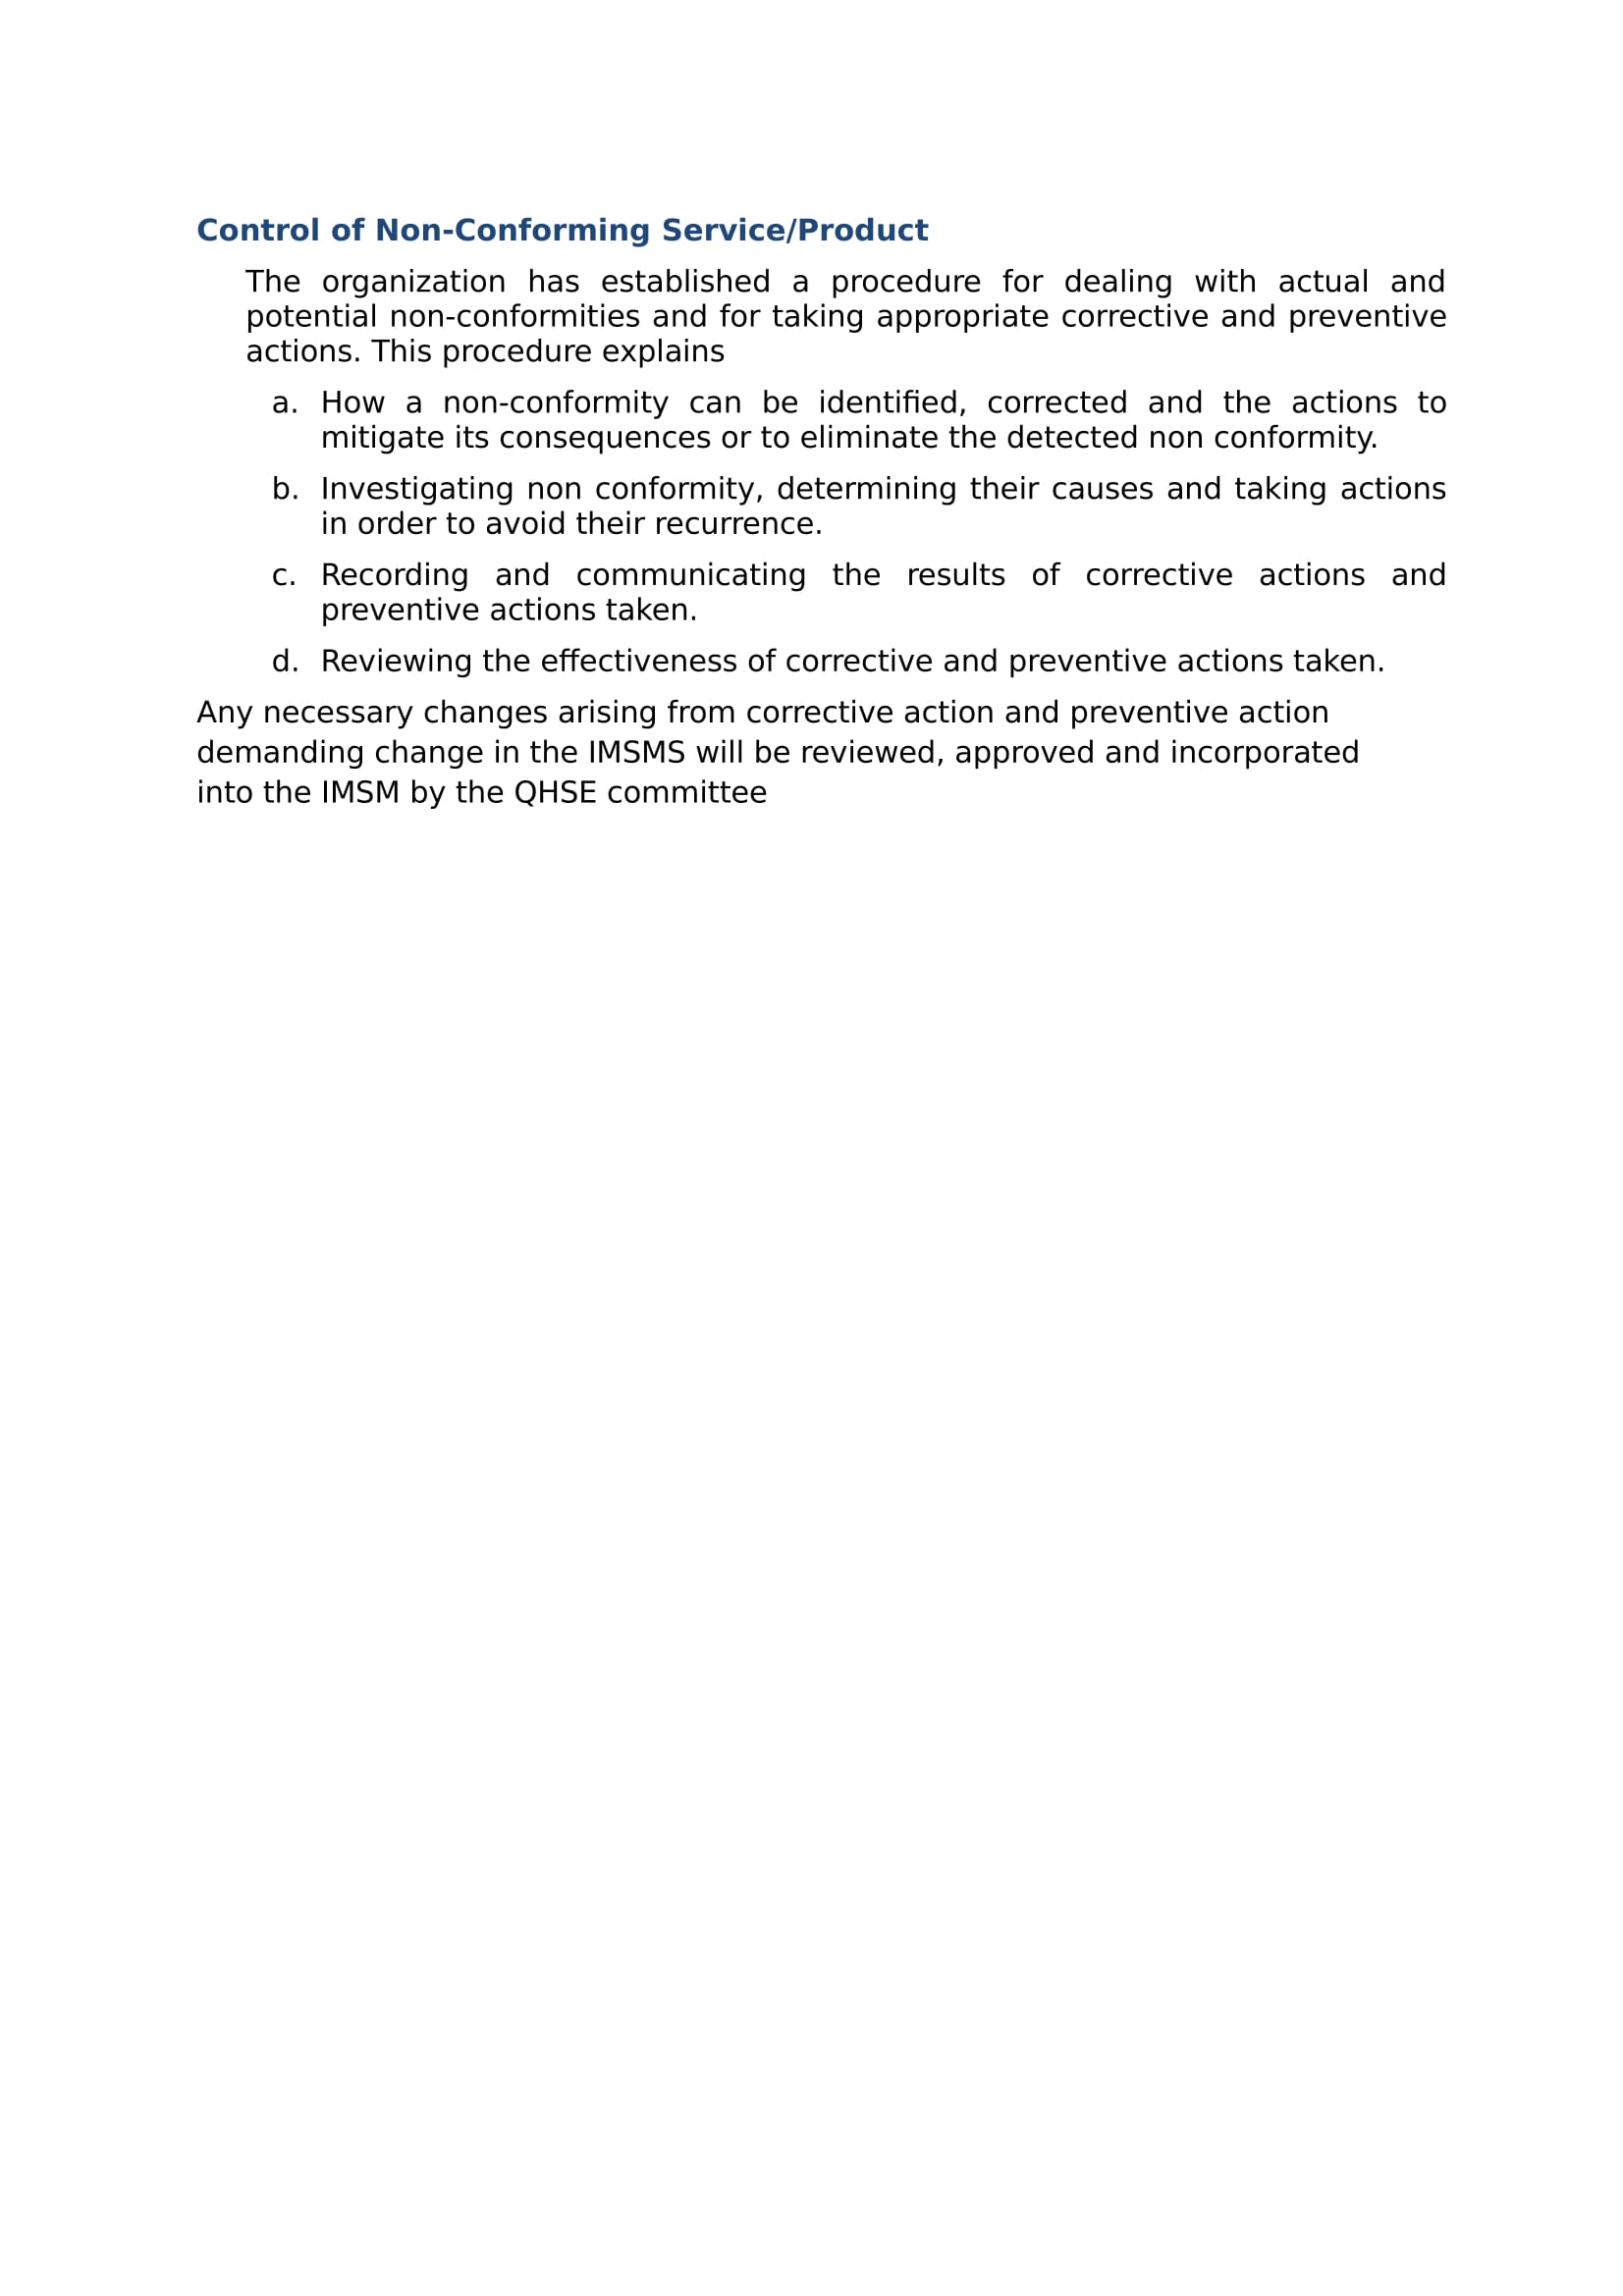 Control of Non-Conforming Service/Product
The organization has established a procedure for dealing with actual and
potential non-conformities and for taking appropriate corrective and preventive
actions. This procedure explains
a. How a non-conformity can be identified, corrected and the actions to
mitigate its consequences or to eliminate the detected non conformity.
b. Investigating non conformity, determining their causes and taking actions
in order to avoid their recurrence.
c. Recording and communicating the results of corrective actions and
preventive actions taken.
d. Reviewing the effectiveness of corrective and preventive actions taken.
Any necessary changes arising from corrective action and preventive action
demanding change in the IMSMS will be reviewed, approved and incorporated
into the IMSM by the QHSE committee